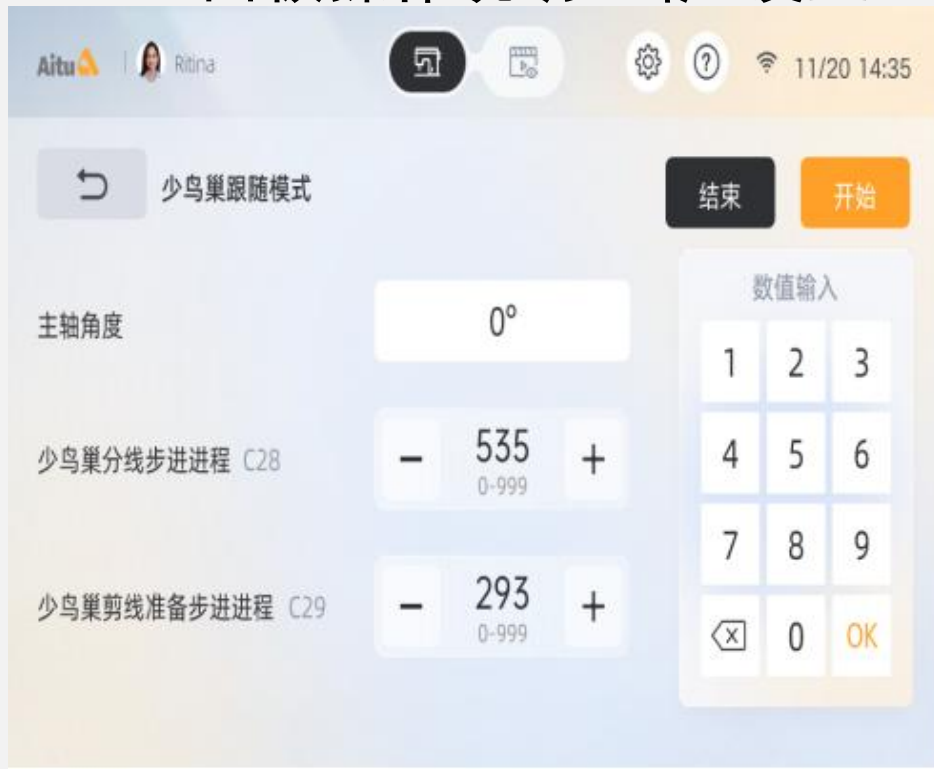 Aitu
Ritina
11/20 14:35
少鸟巢跟随模式
结束
开始
主轴角度
0°
少鸟巢分线步进进程 C28
−
535
0-999
+
少鸟巢剪线准备步进进程 C29
−
293
0-999
+
数值输入
1 2 3
4 5 6
7 8 9
0 OK